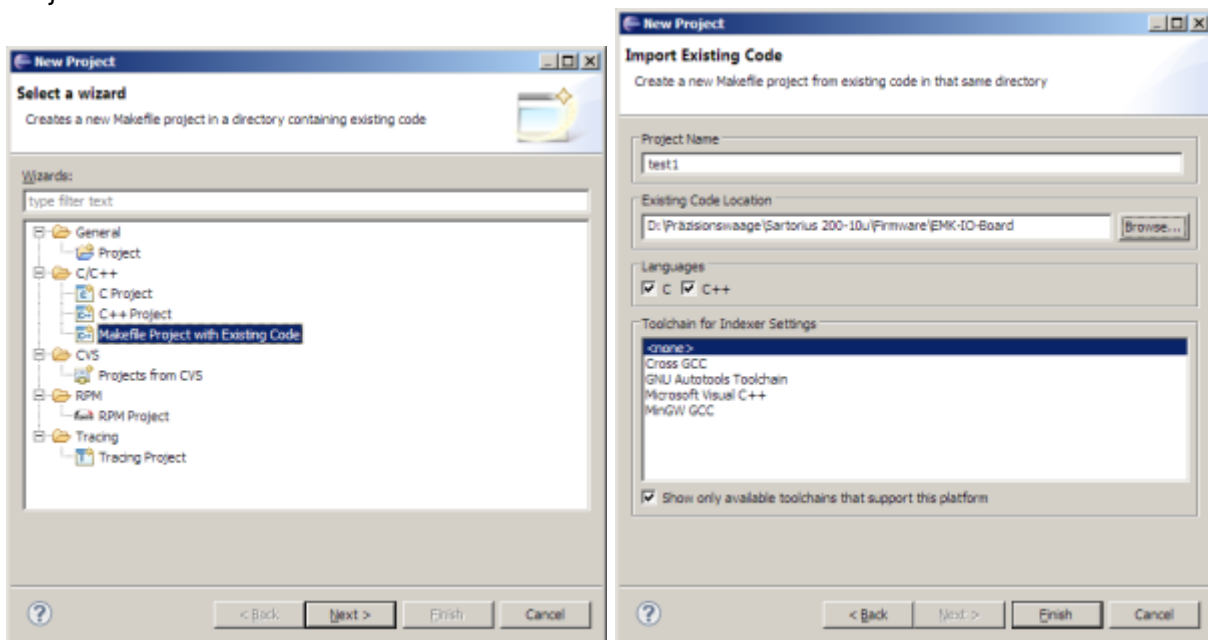 New Project
Select a wizard
Creates a new Makefile project in a directory containing existing code
Wizards:
type filter text
General
Project
C/C++
C Project
C++ Project
Makefile Project with Existing Code
CVS
Projects from CVS
RPM
RPM Project
Tracing
Tracing Project
< Back
Next >
Finish
Cancel
New Project
Import Existing Code
Create a new Makefile project from existing code in that same directory
Project Name
test1
Existing Code Location
D:\Präzisionswaage\Sartorius 200-10u\Firmware\EMK-IO-Board
Browse...
Languages
C C++
Toolchain for Indexer Settings
<none>
Cross GCC
GNU Autotools Toolchain
Microsoft Visual C++
MinGW GCC
Show only available toolchains that support this platform
< Back
Next >
Finish
Cancel